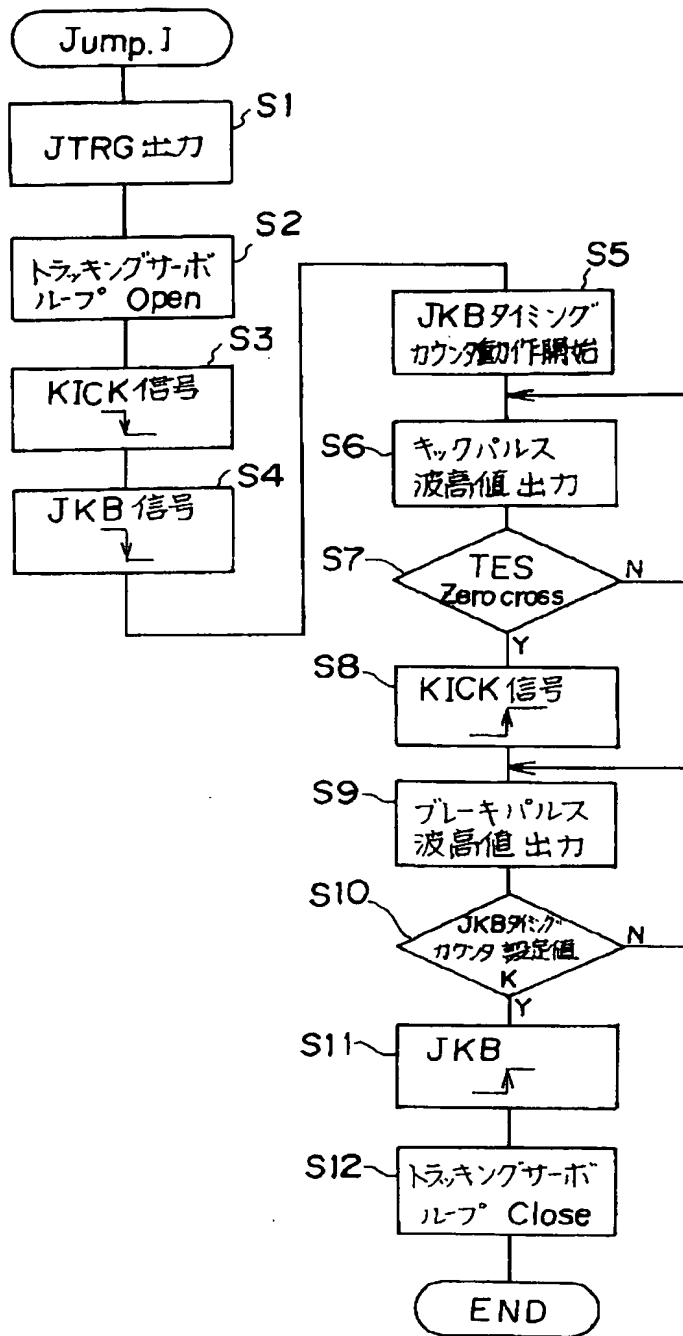 Jump. I
S1
JTRG 出力
S2
トラッキングサーボ
ループ Open
S3
KICK 信号
S4
JKB 信号
S5
JKB タイミング
カウンタ動作開始
S6
キックパルス
波高値 出力
S7
TES
Zero cross
N
Y
S8
KICK 信号
S9
ブレーキパルス
波高値 出力
S10
JKBタイミング
カウンタ 設定値
K
N
Y
S11
JKB
S12
トラッキングサーボ
ループ Close
END